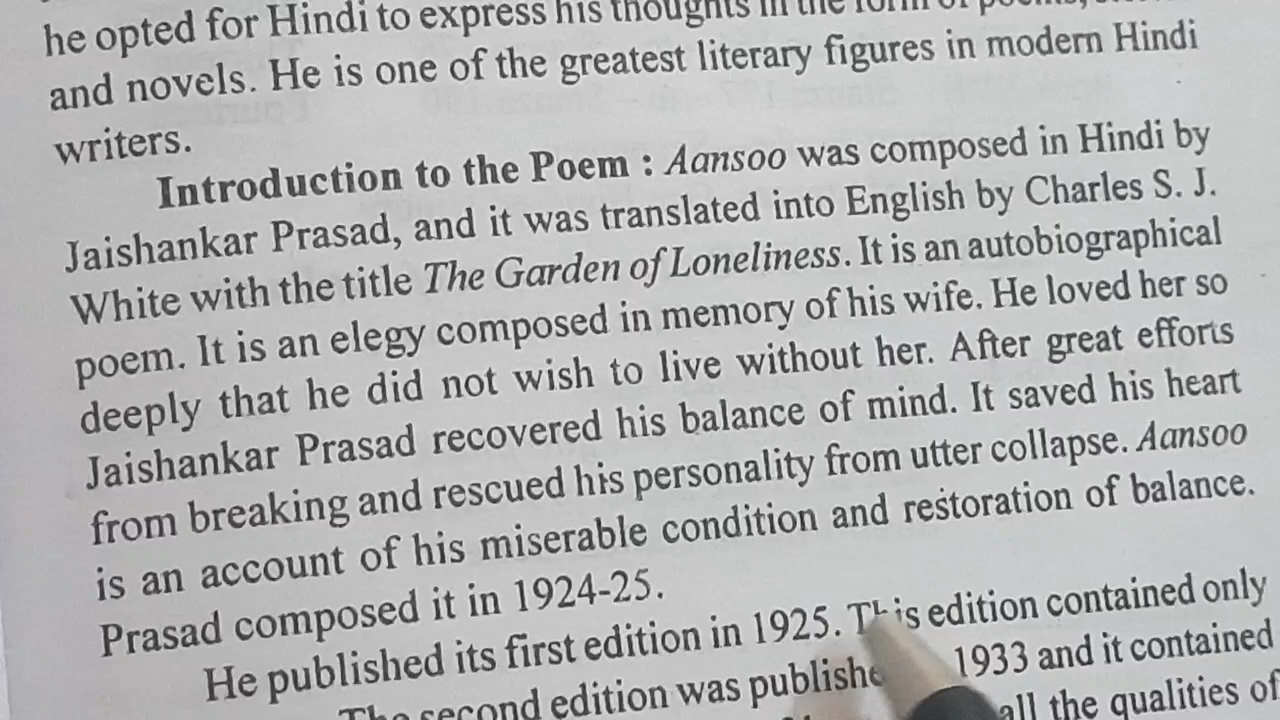 he opted for Hindi to express his thoughts in the form of poems,
and novels. He is one of the greatest literary figures in modern Hindi
writers.
Introduction to the Poem : Aansoo was composed in Hindi by
Jaishankar Prasad, and it was translated into English by Charles S. J.
White with the title The Garden of Loneliness. It is an autobiographical
poem. It is an elegy composed in memory of his wife. He loved her so
deeply that he did not wish to live without her. After great efforts
Jaishankar Prasad recovered his balance of mind. It saved his heart
from breaking and rescued his personality from utter collapse. Aansoo
is an account of his miserable condition and restoration of balance.
Prasad composed it in 1924-25.
He published its first edition in 1925. This edition contained only
The second edition was publishe 1933 and it contained
all the qualities of